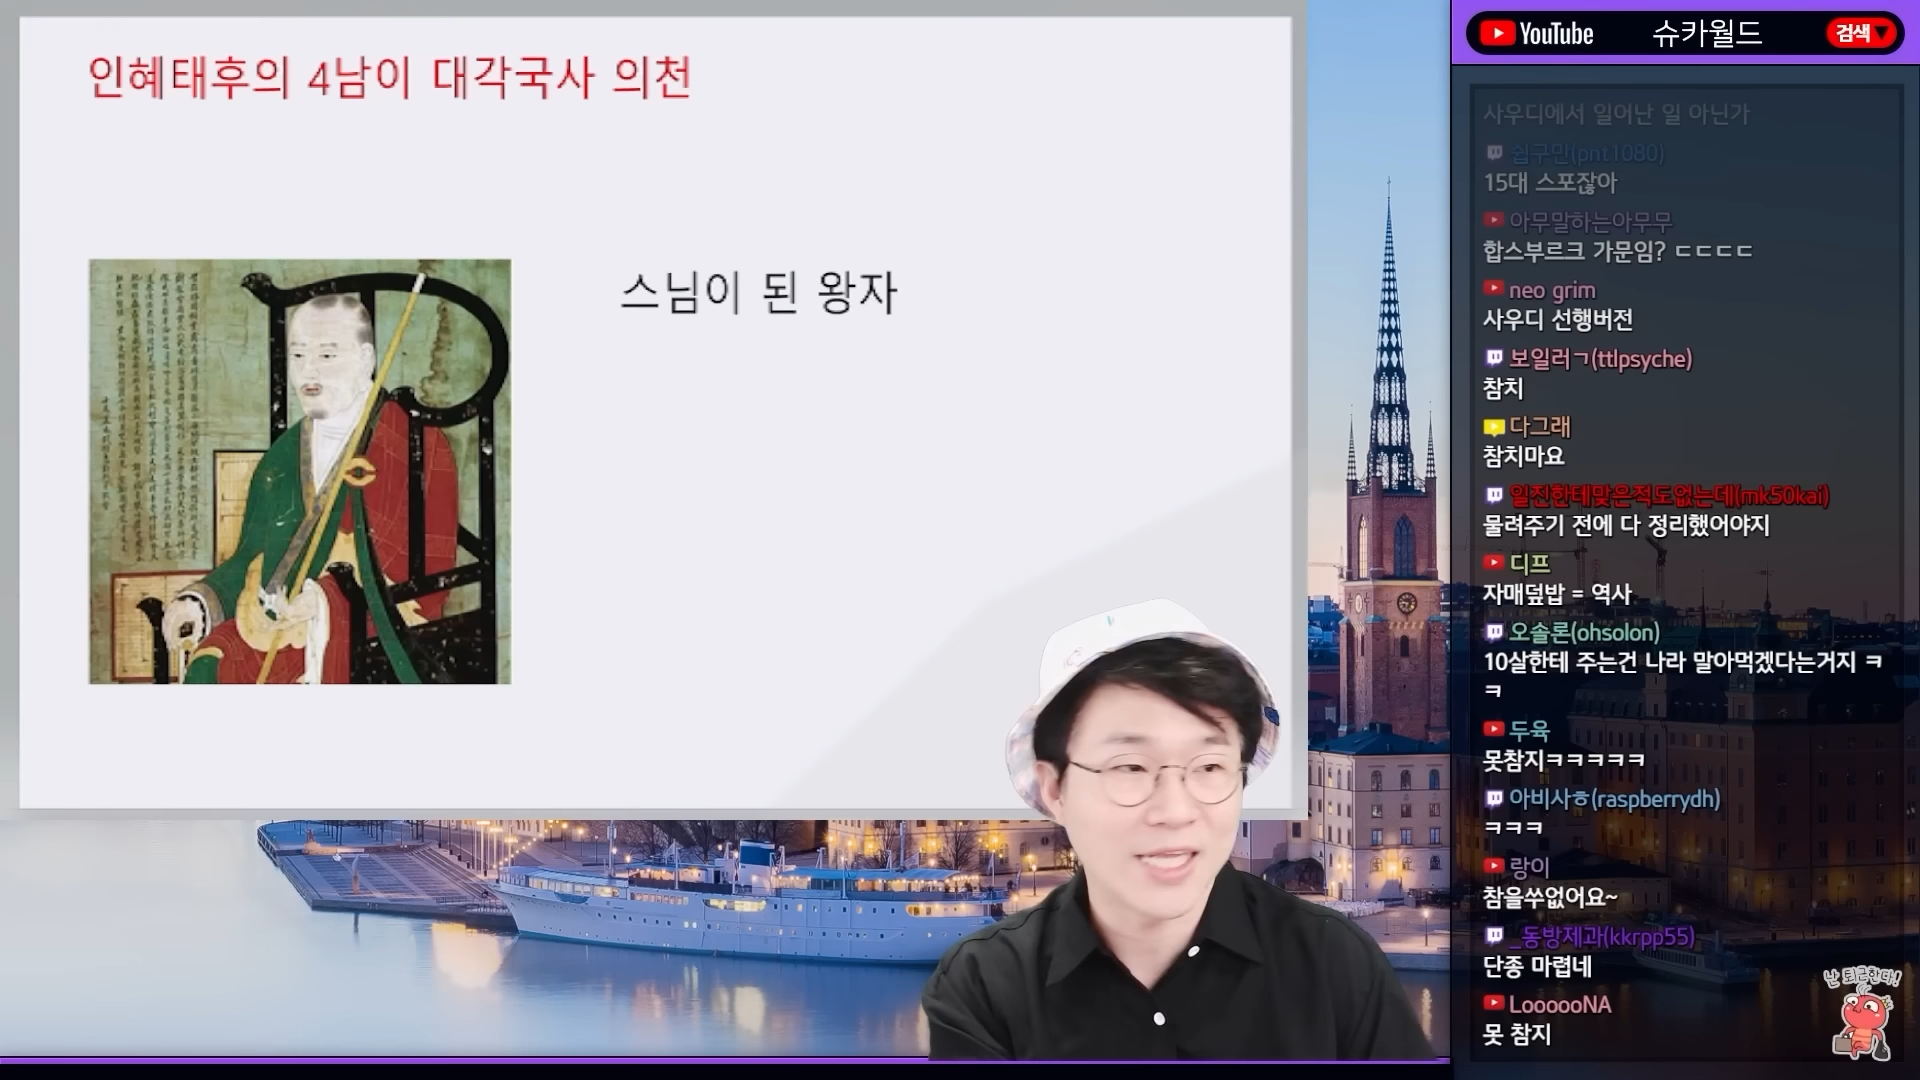 인혜태후의 4남이 대각국사 의천
스님이 된 왕자
YouTube
슈카월드
검색
사우디에서 일어난 일 아닌가
쉽구만(pnt1080)
15대 스포잖아
아무말하는아무무
합스부르크 가문임? ㄷㄷㄷㄷ
neo grim
사우디 선행버전
보일러ㄱ(ttlpsyche)
참치
다그래
참치마요
일진한테맞은적도없는데(mk50kai)
물려주기 전에 다 정리했어야지
디프
자매덮밥 = 역사
오솔론(ohsolon)
10살한테 주는건 나라 말아먹겠다는거지 ㅋ
ㅋ
두육
못참지ㅋㅋㅋㅋㅋ
아비사ㅎ(raspberrydh)
ㅋㅋㅋ
랑이
참을쑤없어요~
_동방제과(kkrpp55)
단종 마렵네
LoooooNA
못 참지
난 퇴근한다!